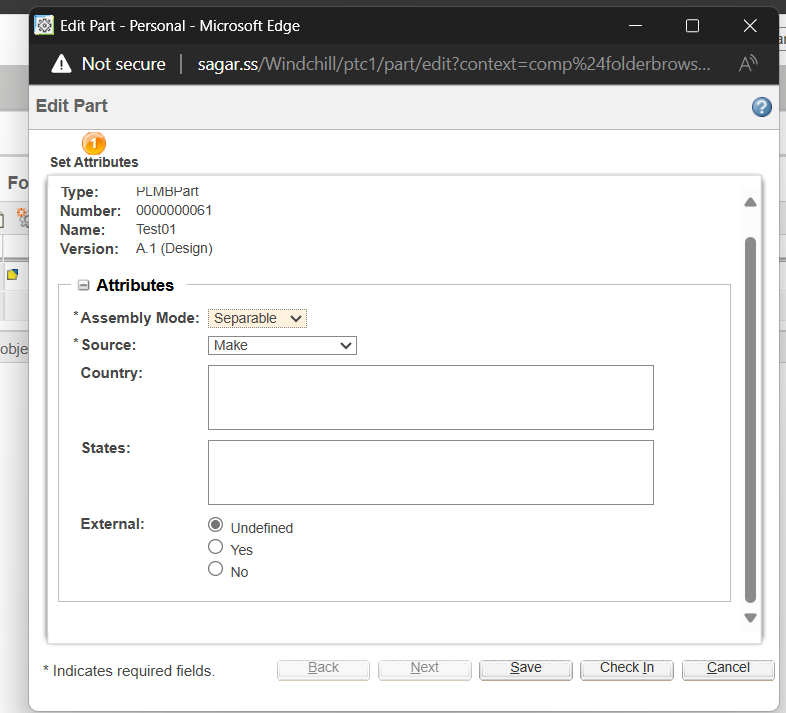 Edit Part - Personal - Microsoft Edge
Not secure | sagar.ss/Windchill/ptc1/part/edit?context=comp%24folderbrows...
Edit Part
?
1
Set Attributes
Fo
Type: PLMBPart
Number: 0000000061
Name: Test01
Version: A.1 (Design)
Attributes
*Assembly Mode: Separable
*Source: Make
obje
Country:
States:
External: Undefined
Yes
No
* Indicates required fields. Back Next Save Check In Cancel